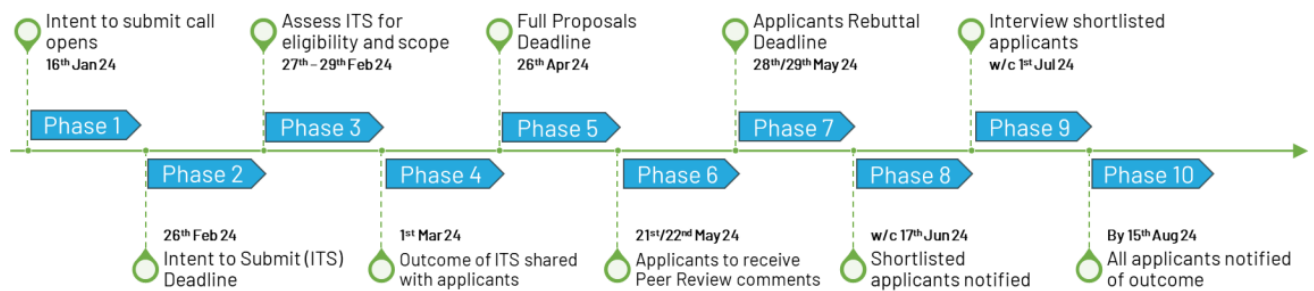 Intent to submit call
opens
16th Jan 24
Assess ITS for
eligibility and scope
27th – 29th Feb 24
Full Proposals
Deadline
26th Apr 24
Applicants Rebuttal
Deadline
28th/29th May 24
Interview shortlisted
applicants
w/c 1st Jul 24
Phase 1
Phase 3
Phase 5
Phase 7
Phase 9
Phase 2
Phase 4
Phase 6
Phase 8
Phase 10
26th Feb 24
Intent to Submit (ITS)
Deadline
1st Mar 24
Outcome of ITS shared
with applicants
21st/22nd May 24
Applicants to receive
Peer Review comments
w/c 17th Jun 24
Shortlisted
applicants notified
By 15th Aug 24
All applicants notified
of outcome